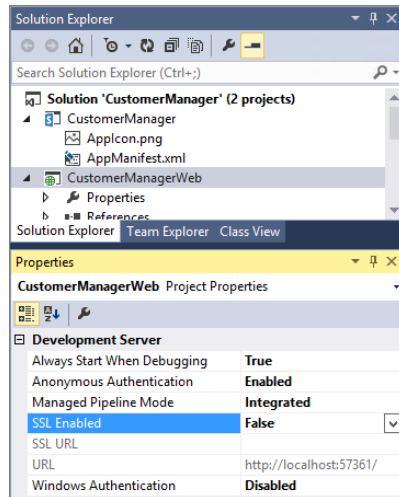 Solution Explorer
Search Solution Explorer (Ctrl+;)
Solution 'CustomerManager' (2 projects)
CustomerManager
AppIcon.png
AppManifest.xml
CustomerManagerWeb
Properties
References
Solution Explorer Team Explorer Class View
Properties
CustomerManagerWeb Project Properties
Development Server
Always Start When Debugging True
Anonymous Authentication Enabled
Managed Pipeline Mode Integrated
SSL Enabled False
SSL URL
URL http://localhost:57361/
Windows Authentication Disabled